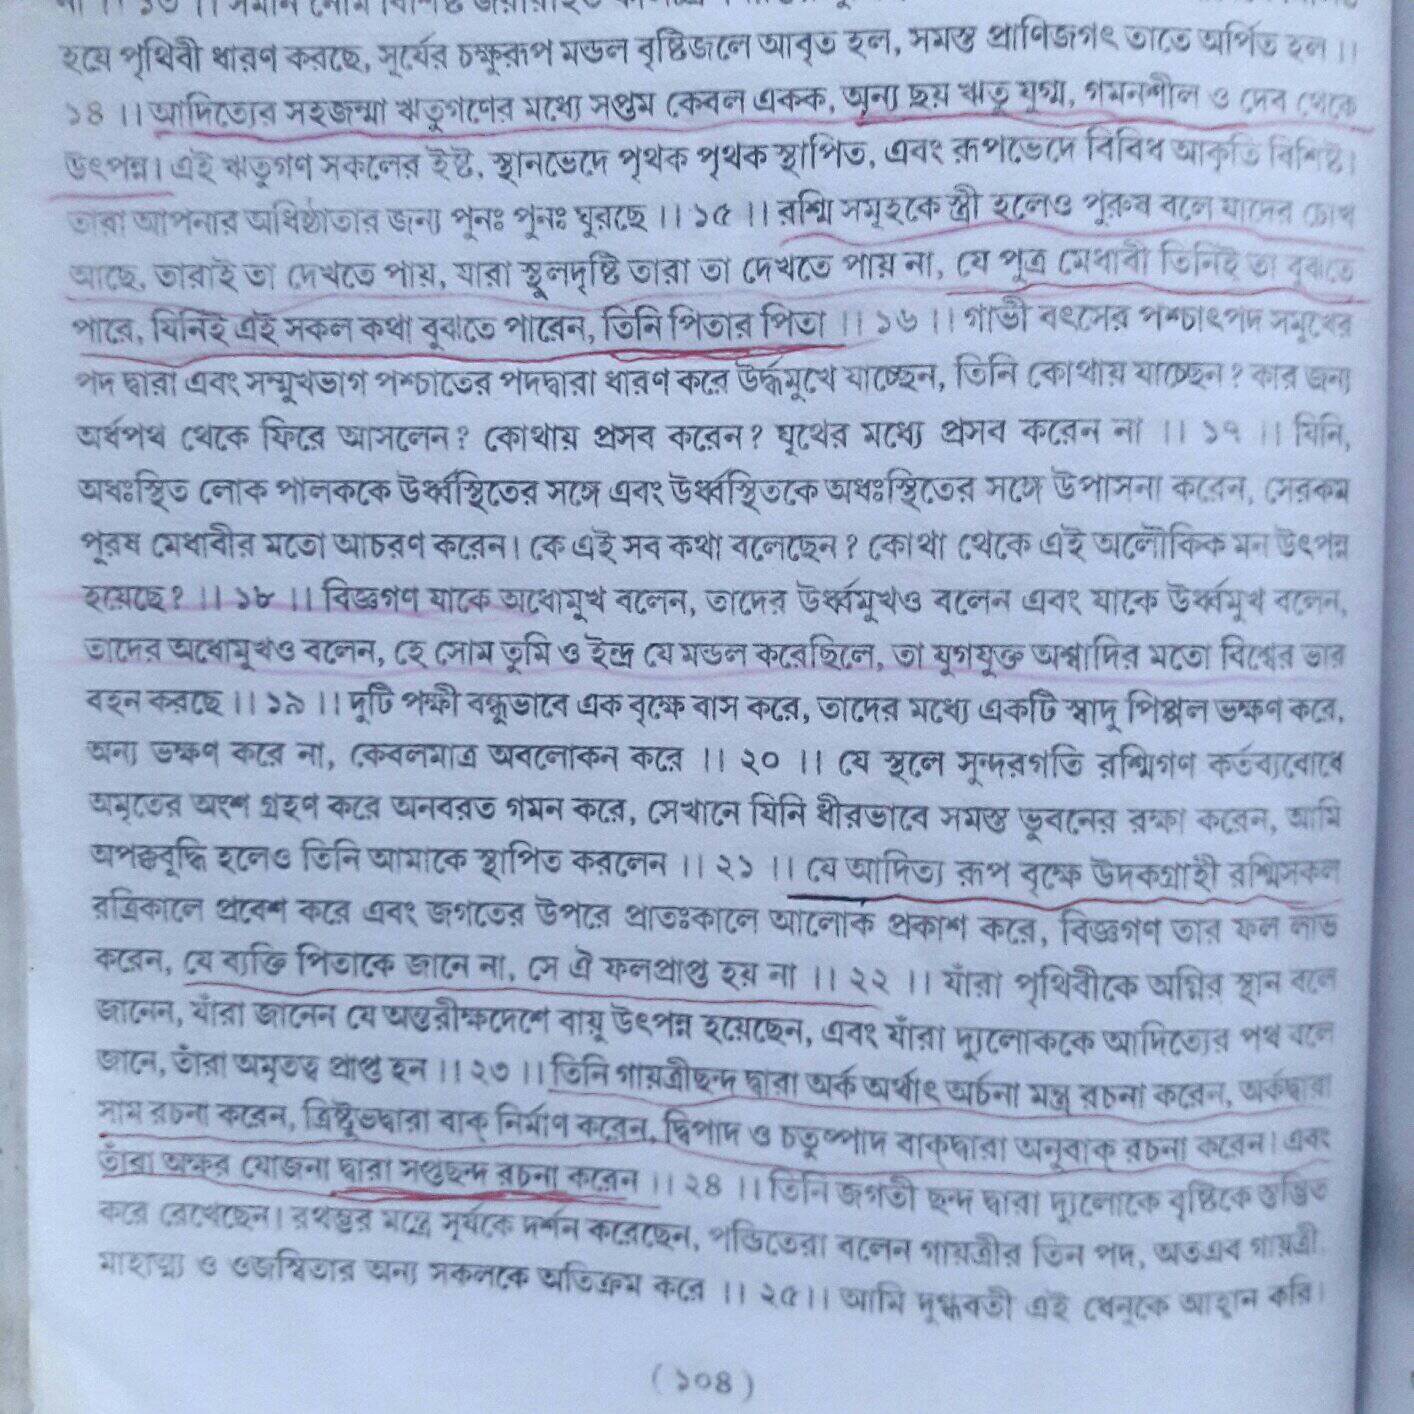 হয়ে পৃথিবী ধারণ করছে, সূর্যের চক্ষুরূপ মন্ডল বৃষ্টিজলে আবৃত হল, সমস্ত প্রাণিজগৎ তাতে অর্পিত হল ।।
১৪ ।। আদিত্যের সহজন্মা ঋতুগণের মধ্যে সপ্তম কেবল একক, অন্য ছয় ঋতু যুগ্ম, গমনশীল ও দেব থেকে
উৎপন্ন। এই ঋতুগণ সকলের ইষ্ট, স্থানভেদে পৃথক পৃথক স্থাপিত, এবং রূপভেদে বিবিধ আকৃতি বিশিষ্ট।
তারা আপনার অধিষ্ঠাতার জন্য পুনঃ পুনঃ ঘুরছে ।। ১৫ ।। রশ্মি সমূহকে স্ত্রী হলেও পুরুষ বলে যাদের চোখ
আছে, তারাই তা দেখতে পায়, যারা স্থূলদৃষ্টি তারা তা দেখতে পায় না, যে পুত্র মেধাবী তিনিই তা বুঝতে
পারে, যিনিই এই সকল কথা বুঝতে পারেন, তিনি পিতার পিতা ।। ১৬ ।। গাভী বৎসের পশ্চাৎপদ সমুখের
পদ দ্বারা এবং সম্মুখভাগ পশ্চাতের পদদ্বারা ধারণ করে উর্দ্ধমুখে যাচ্ছেন, তিনি কোথায় যাচ্ছেন ? কার জন্য
অর্ধপথ থেকে ফিরে আসলেন ? কোথায় প্রসব করেন ? যূথের মধ্যে প্রসব করেন না ।। ১৭ ।। যিনি,
অধঃস্থিত লোক পালককে উর্ধ্বস্থিতের সঙ্গে এবং উর্ধ্বস্থিতকে অধঃস্থিতের সঙ্গে উপাসনা করেন, সেরকম
পুরুষ মেধাবীর মতো আচরণ করেন। কে এই সব কথা বলেছেন ? কোথা থেকে এই অলৌকিক মন উৎপন্ন
হয়েছে ? ।। ১৮ ।। বিজ্ঞগণ যাকে অধোমুখ বলেন, তাদের উর্ধ্বমুখও বলেন এবং যাকে উর্ধ্বমুখ বলেন,
তাদের অধোমুখও বলেন, হে সোম তুমি ও ইন্দ্র যে মন্ডল করেছিলে, তা যুগযুক্ত অশ্বাদির মতো বিশ্বের ভার
বহন করছে ।। ১৯ ।। দুটি পক্ষী বন্ধুভাবে এক বৃক্ষে বাস করে, তাদের মধ্যে একটি স্বাদু পিপ্পল ভক্ষণ করে,
অন্য ভক্ষণ করে না, কেবলমাত্র অবলোকন করে ।। ২০ ।। যে স্থলে সুন্দরগতি রশ্মিগণ কর্তব্যবোধে
অমৃতের অংশ গ্রহণ করে অনবরত গমন করে, সেখানে যিনি ধীরভাবে সমস্ত ভুবনের রক্ষা করেন, আমি
অপক্কবুদ্ধি হলেও তিনি আমাকে স্থাপিত করলেন ।। ২১ ।। যে আদিত্য রূপ বৃক্ষে উদকগ্রাহী রশ্মিসকল
রত্রিকালে প্রবেশ করে এবং জগতের উপরে প্রাতঃকালে আলোক প্রকাশ করে, বিজ্ঞগণ তার ফল লাভ
করেন, যে ব্যক্তি পিতাকে জানে না, সে ঐ ফলপ্রাপ্ত হয় না ।। ২২ ।। যাঁরা পৃথিবীকে অগ্নির স্থান বলে
জানেন, যাঁরা জানেন যে অন্তরীক্ষদেশে বায়ু উৎপন্ন হয়েছেন, এবং যাঁরা দ্যুলোককে আদিত্যের পথ বলে
জানে, তাঁরা অমৃতত্ব প্রাপ্ত হন ।। ২৩ ।। তিনি গায়ত্রীছন্দ দ্বারা অর্ক অর্থাৎ অর্চনা মন্ত্র রচনা করেন, অর্কদ্বারা
সাম রচনা করেন, ত্রিষ্টুভদ্বারা বাক্ নির্মাণ করেন, দ্বিপাদ ও চতুষ্পাদ বাক্‌দ্বারা অনুবাক্ রচনা করেন। এবং
তাঁরা অক্ষর যোজনা দ্বারা সপ্তছন্দ রচনা করেন ।। ২৪ ।। তিনি জগতী ছন্দ দ্বারা দ্যুলোকে বৃষ্টিকে স্তম্ভিত
করে রেখেছেন। রথন্তর মন্ত্রে সূর্যকে দর্শন করেছেন, পন্ডিতেরা বলেন গায়ত্রীর তিন পদ, অতএব গায়ত্রী
মাহাত্ম্য ও ওজস্বিতার অন্য সকলকে অতিক্রম করে ।। ২৫ ।। আমি দুগ্ধবতী এই ধেনুকে আহ্বান করি।
(১০৪)